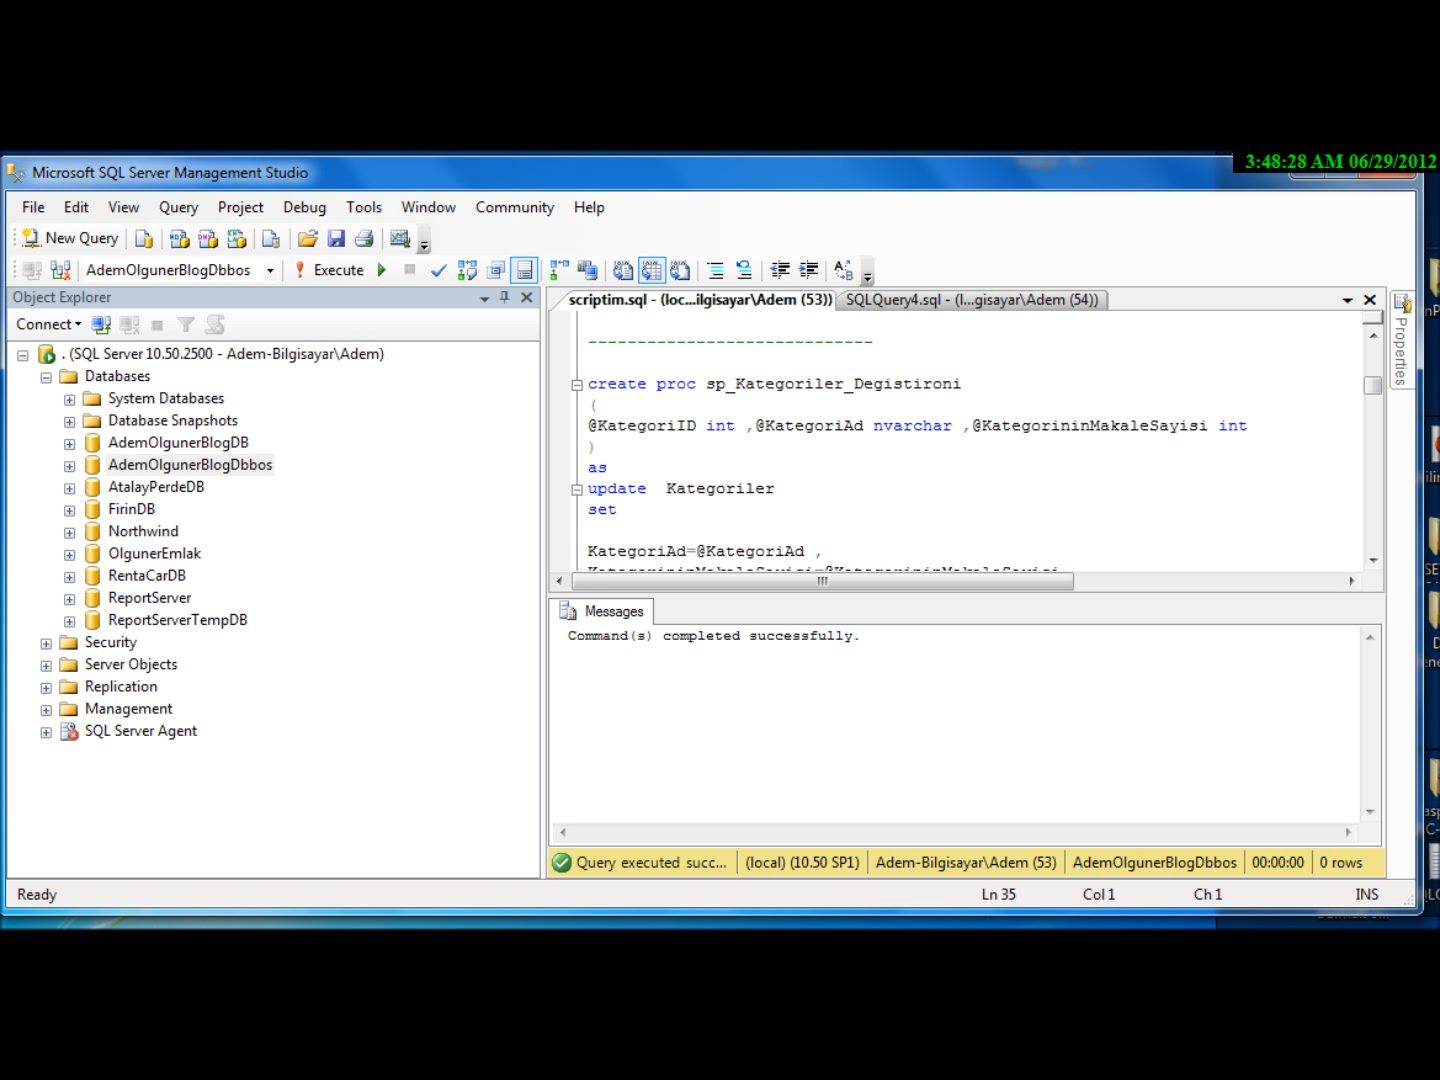 3:48:28 AM 06/29/2012
Microsoft SQL Server Management Studio
File Edit View Query Project Debug Tools Window Community Help
New Query
AdemOlgunerBlogDbbos Execute
Object Explorer
Connect
. (SQL Server 10.50.2500 - Adem-Bilgisayar\Adem)
Databases
System Databases
Database Snapshots
AdemOlgunerBlogDB
AdemOlgunerBlogDbbos
AtalayPerdeDB
FirinDB
Northwind
OlgunerEmlak
RentaCarDB
ReportServer
ReportServerTempDB
Security
Server Objects
Replication
Management
SQL Server Agent
scriptim.sql - (loc...ilgisayar\Adem (53)) SQLQuery4.sql - (l...gisayar\Adem (54))
-----------------------------
create proc sp_Kategoriler_Degistironi
(
@KategoriID int ,@KategoriAd nvarchar ,@KategorininMakaleSayisi int
)
as
update Kategoriler
set
KategoriAd=@KategoriAd ,
KategorininMakaleSayisi=@KategorininMakaleSayisi
Properties
Messages
Command(s) completed successfully.
Query executed succ... (local) (10.50 SP1) Adem-Bilgisayar\Adem (53) AdemOlgunerBlogDbbos 00:00:00 0 rows
Ready Ln 35 Col 1 Ch 1 INS